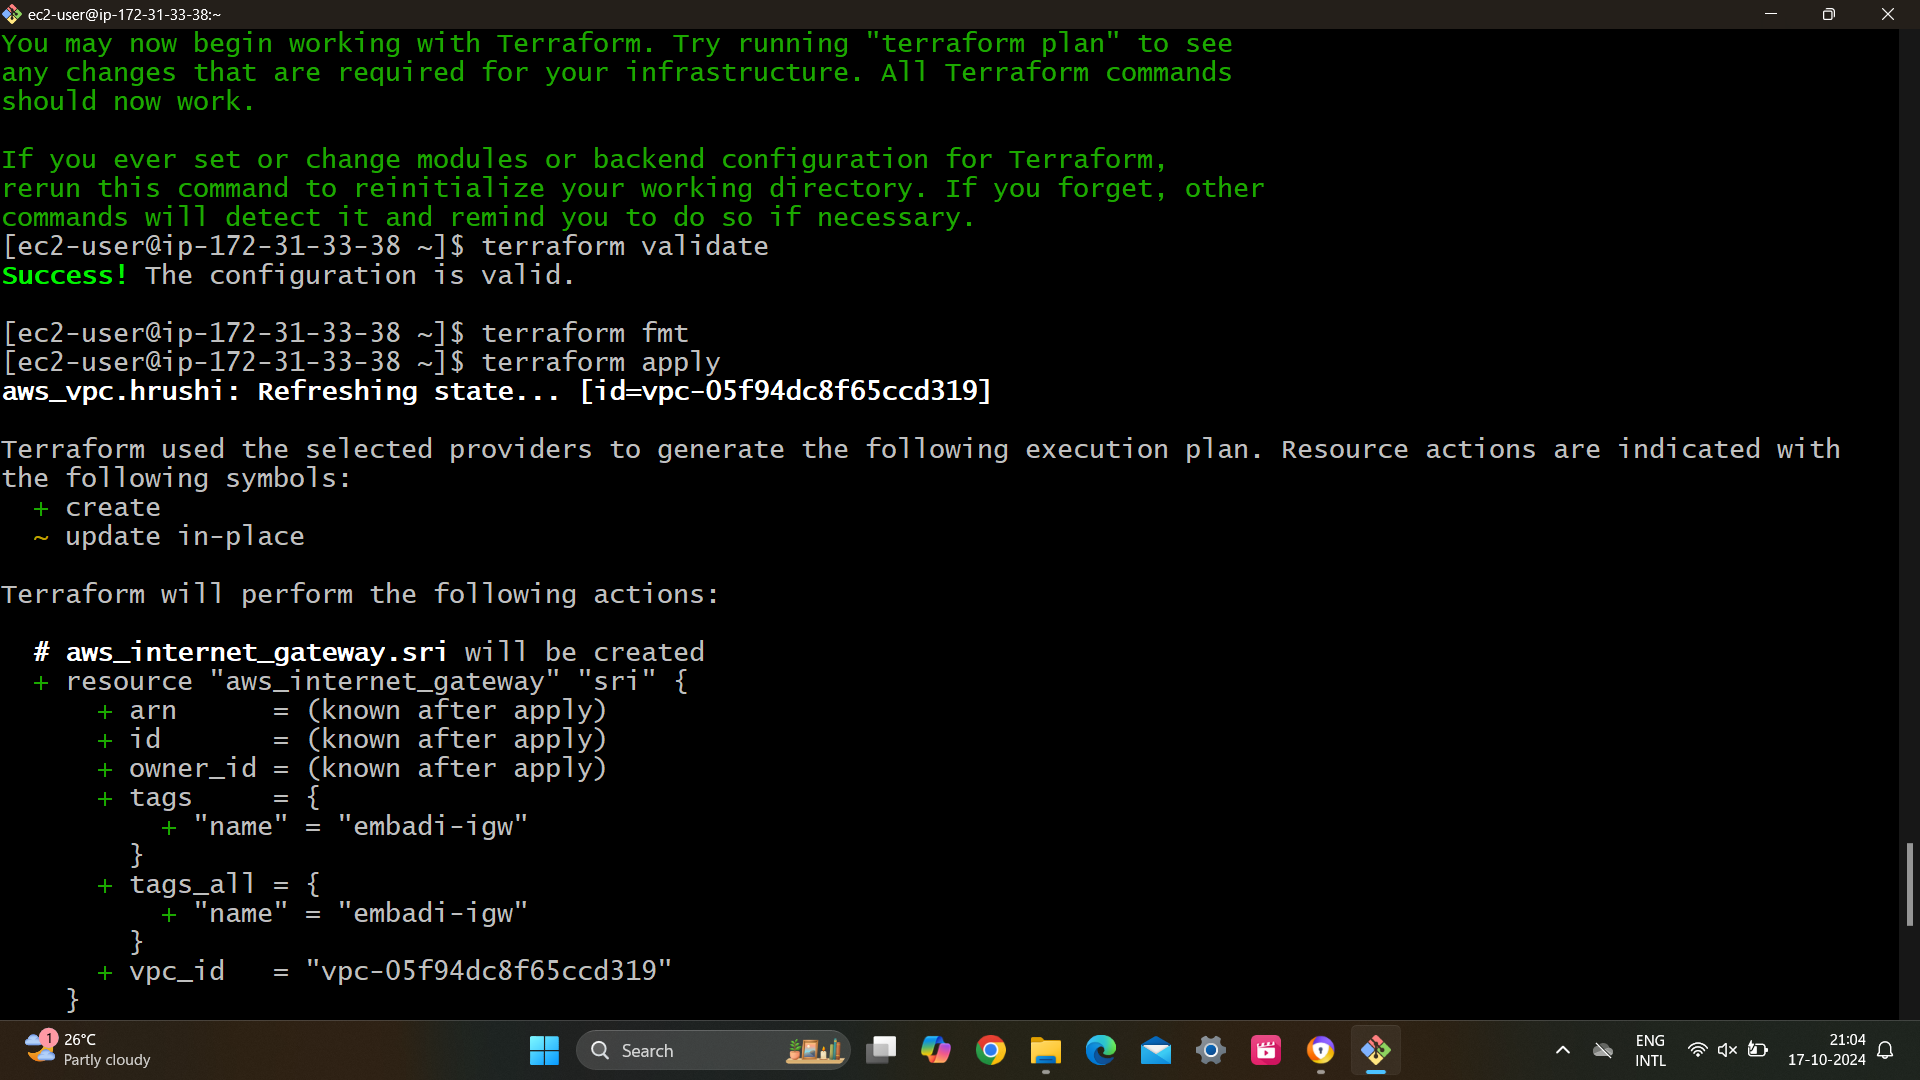 ec2-user@ip-172-31-33-38:~
You may now begin working with Terraform. Try running "terraform plan" to see
any changes that are required for your infrastructure. All Terraform commands
should now work.
If you ever set or change modules or backend configuration for Terraform,
rerun this command to reinitialize your working directory. If you forget, other
commands will detect it and remind you to do so if necessary.
[ec2-user@ip-172-31-33-38 ~]$ terraform validate
Success! The configuration is valid.
[ec2-user@ip-172-31-33-38 ~]$ terraform fmt
[ec2-user@ip-172-31-33-38 ~]$ terraform apply
aws_vpc.hrushi: Refreshing state... [id=vpc-05f94dc8f65ccd319]
Terraform used the selected providers to generate the following execution plan. Resource actions are indicated with
the following symbols:
  + create
  ~ update in-place
Terraform will perform the following actions:
  # aws_internet_gateway.sri will be created
  + resource "aws_internet_gateway" "sri" {
      + arn      = (known after apply)
      + id       = (known after apply)
      + owner_id = (known after apply)
      + tags     = {
          + "name" = "embadi-igw"
        }
      + tags_all = {
          + "name" = "embadi-igw"
        }
      + vpc_id   = "vpc-05f94dc8f65ccd319"
    }
1
26°C
Partly cloudy
Search
ENG
INTL
21:04
17-10-2024